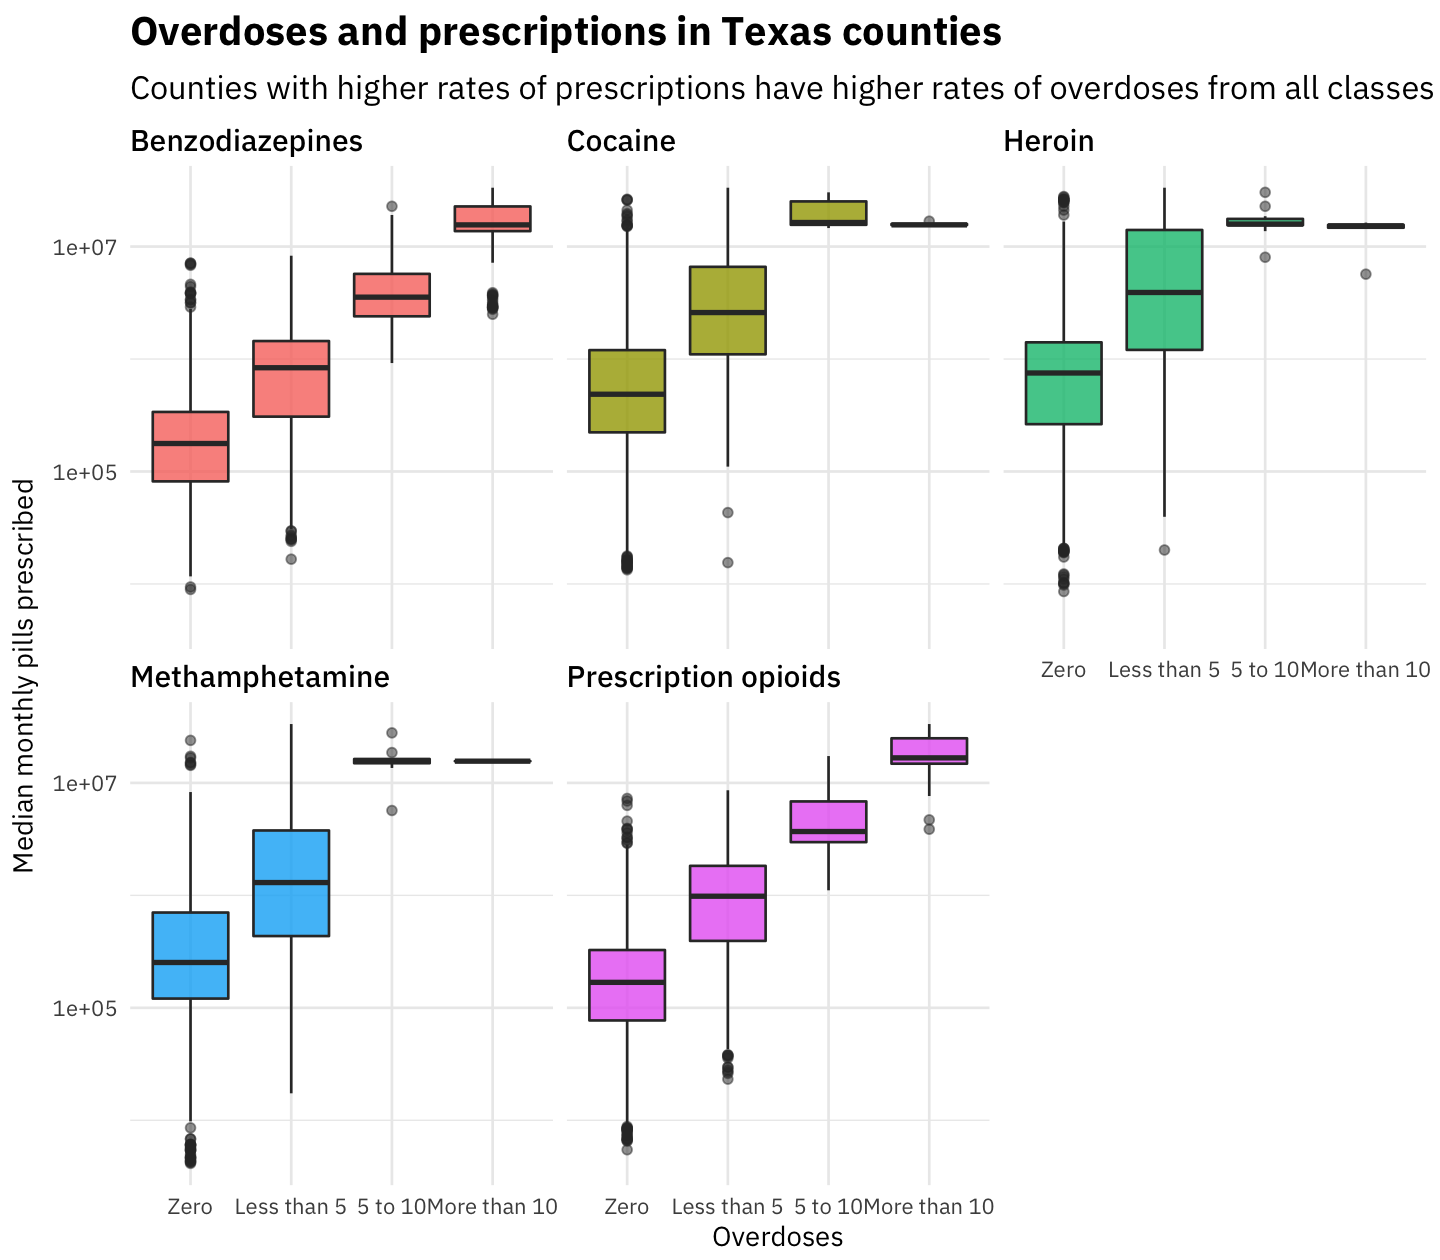 Overdoses and prescriptions in Texas counties
Counties with higher rates of prescriptions have higher rates of overdoses from all classes
Benzodiazepines
Cocaine
Heroin
1e+07
1e+05
Zero
Less than 5
5 to 10
More than 10
Methamphetamine
Prescription opioids
1e+07
1e+05
Zero
Less than 5
5 to 10
More than 10
Zero
Less than 5
5 to 10
More than 10
Overdoses
Median monthly pills prescribed